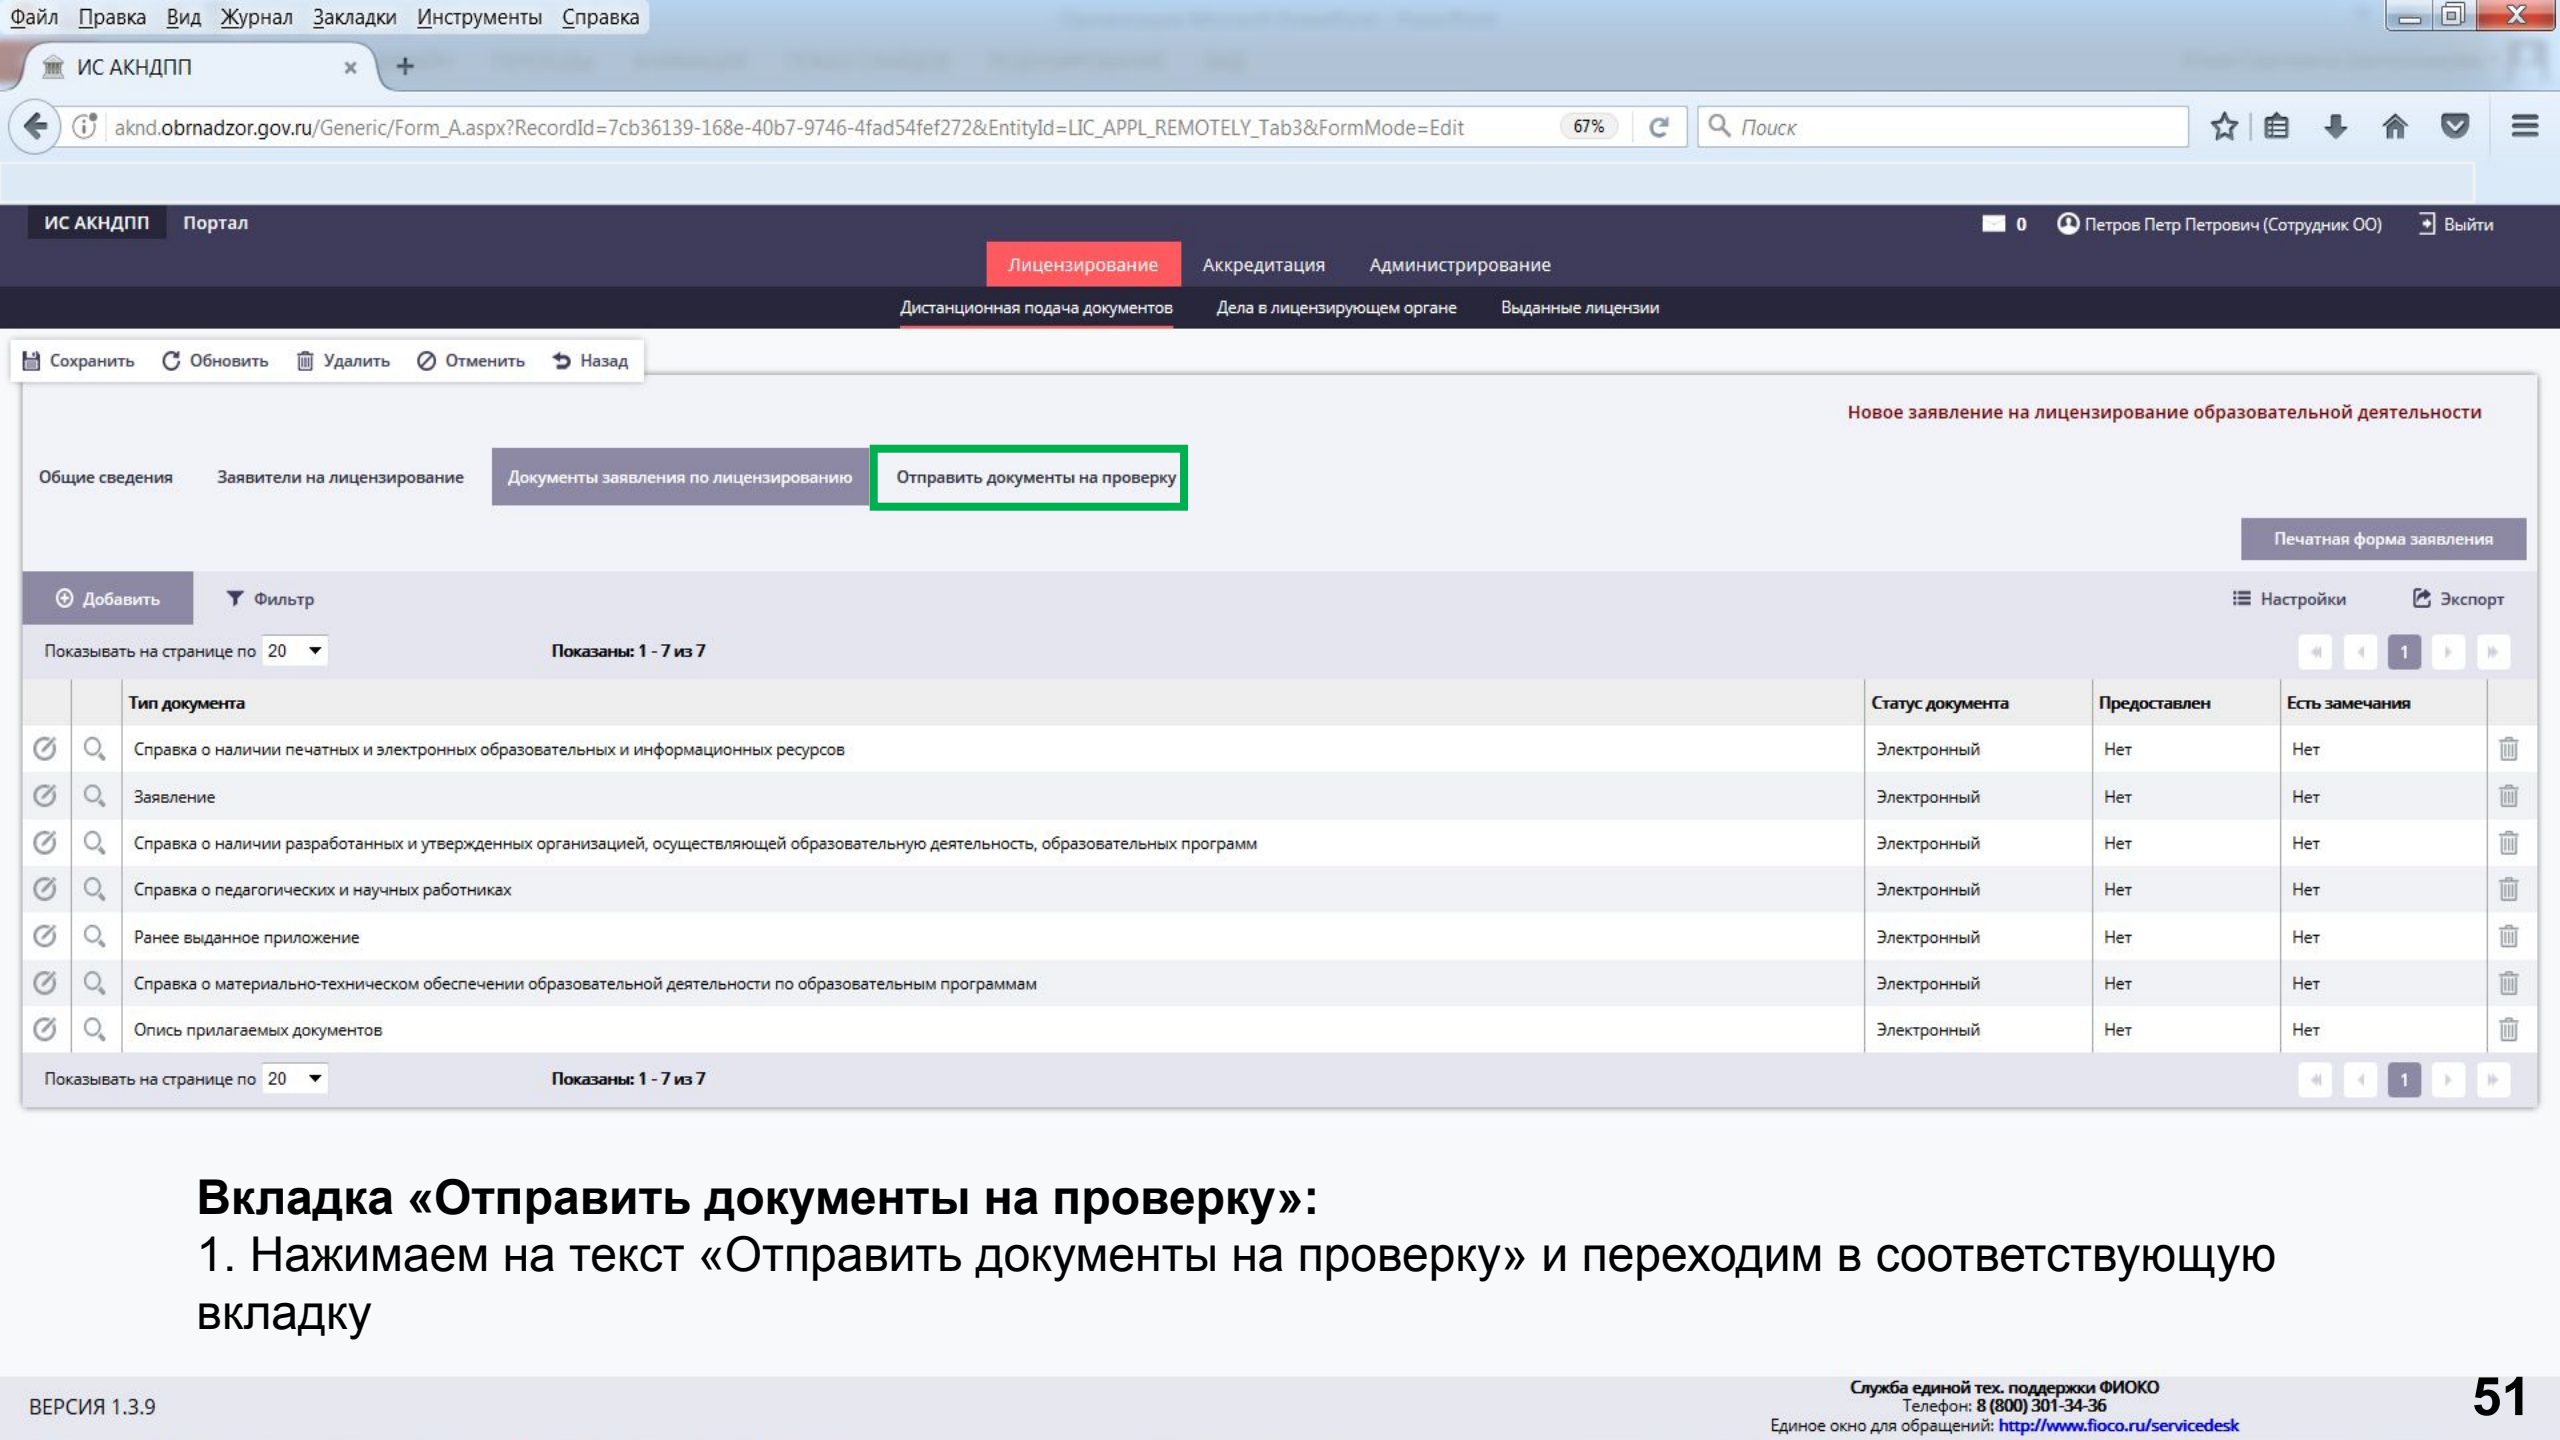 Файл Правка Вид Журнал Закладки Инструменты Справка
ИС АКНДПП
aknd.obrnadzor.gov.ru/Generic/Form_A.aspx?RecordId=7cb36139-168e-40b7-9746-4fad54fef272&EntityId=LIC_APPL_REMOTELY_Tab3&FormMode=Edit 67% Поиск
ИС АКНДПП Портал 0 Петров Петр Петрович (Сотрудник ОО) Выйти
Лицензирование Аккредитация Администрирование
Дистанционная подача документов Дела в лицензирующем органе Выданные лицензии
Сохранить Обновить Удалить Отменить Назад
Новое заявление на лицензирование образовательной деятельности
Общие сведения Заявители на лицензирование Документы заявления по лицензированию Отправить документы на проверку
Печатная форма заявления
Добавить Фильтр Настройки Экспорт
Показывать на странице по 20 Показаны: 1 - 7 из 7 1
Тип документа Статус документа Предоставлен Есть замечания
Справка о наличии печатных и электронных образовательных и информационных ресурсов Электронный Нет Нет
Заявление Электронный Нет Нет
Справка о наличии разработанных и утвержденных организацией, осуществляющей образовательную деятельность, образовательных программ Электронный Нет Нет
Справка о педагогических и научных работниках Электронный Нет Нет
Ранее выданное приложение Электронный Нет Нет
Справка о материально-техническом обеспечении образовательной деятельности по образовательным программам Электронный Нет Нет
Опись прилагаемых документов Электронный Нет Нет
Показывать на странице по 20 Показаны: 1 - 7 из 7 1
Вкладка «Отправить документы на проверку»:
1. Нажимаем на текст «Отправить документы на проверку» и переходим в соответствующую
вкладку
ВЕРСИЯ 1.3.9
Служба единой тех. поддержки ФИОКО
Телефон: 8 (800) 301-34-36
Единое окно для обращений: http://www.fioco.ru/servicedesk
51